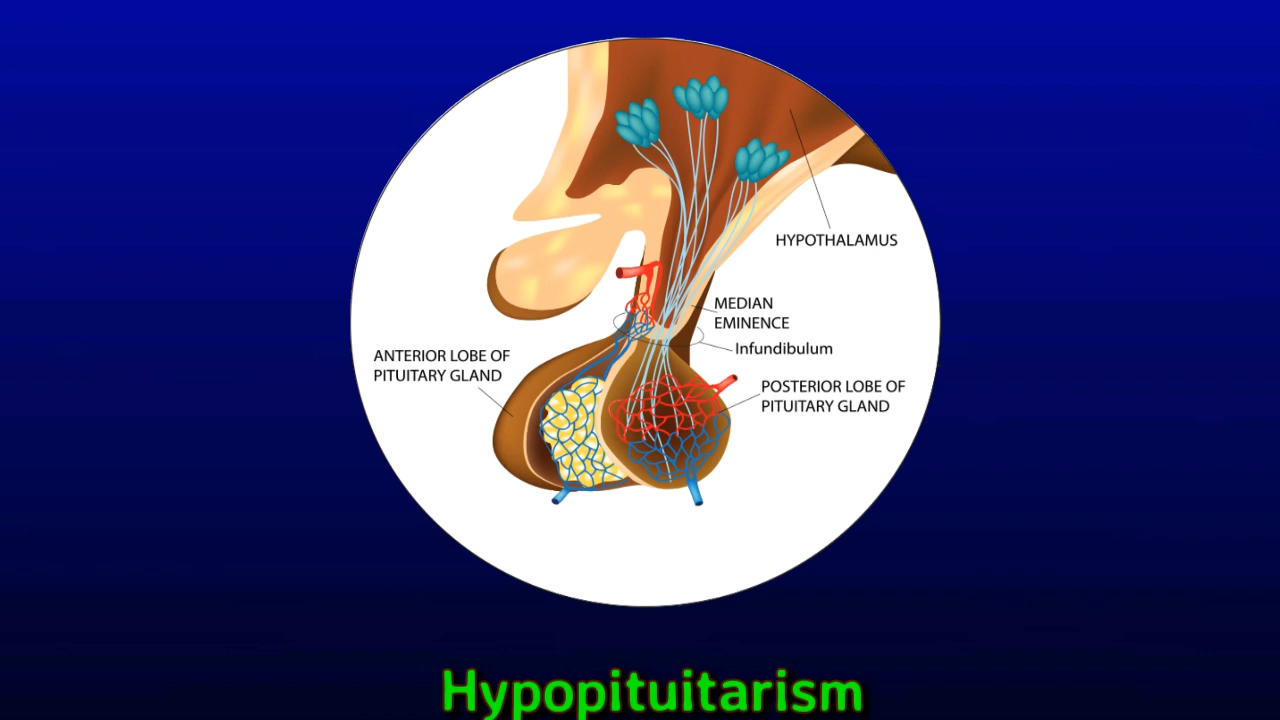 HYPOTHALAMUS
MEDIAN
EMINENCE
Infundibulum
ANTERIOR LOBE OF
PITUITARY GLAND
POSTERIOR LOBE OF
PITUITARY GLAND
Hypopituitarism